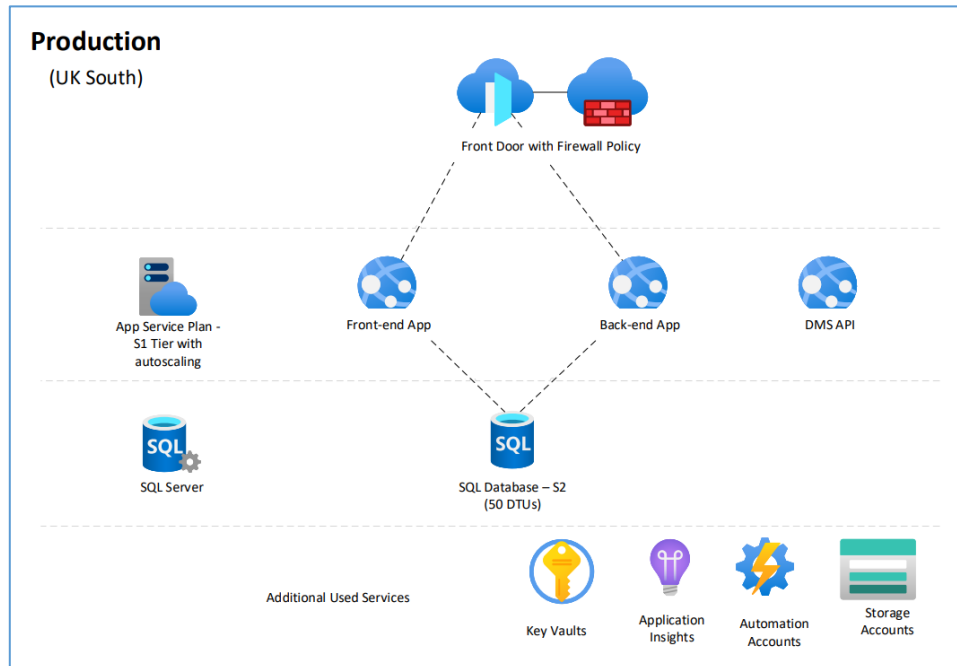 Production
(UK South)
Front Door with Firewall Policy
App Service Plan -
S1 Tier with
autoscaling
Front-end App
Back-end App
DMS API
SQL
SQL Server
SQL
SQL Database – S2
(50 DTUs)
Additional Used Services
Key Vaults
Application
Insights
Automation
Accounts
Storage
Accounts